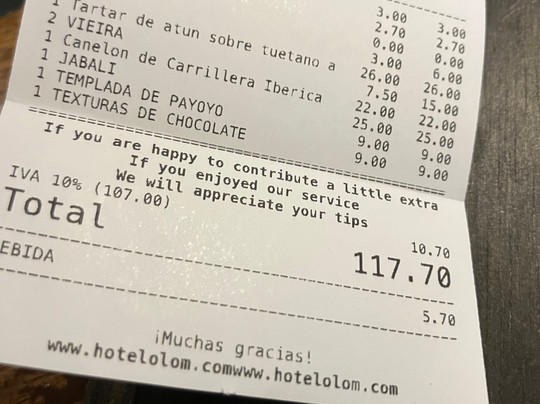 3.00 3.00
2.70 2.70
0.00 0.00
3.00 6.00
1 Tartar de atun sobre tuetano a 26.00 26.00
2 VIEIRA 7.50 15.00
1 Canelon de Carrillera Iberica 22.00 22.00
1 JABALI 25.00 25.00
1 TEMPLADA DE PAYOYO 9.00 9.00
1 TEXTURAS DE CHOCOLATE 9.00 9.00
If you are happy to contribute a little extra
If you enjoyed our service
We will appreciate your tips
IVA 10% (107.00) 10.70
Total 117.70
EBIDA 5.70
¡Muchas gracias!
www.hotelolom.comwww.hotelolom.com